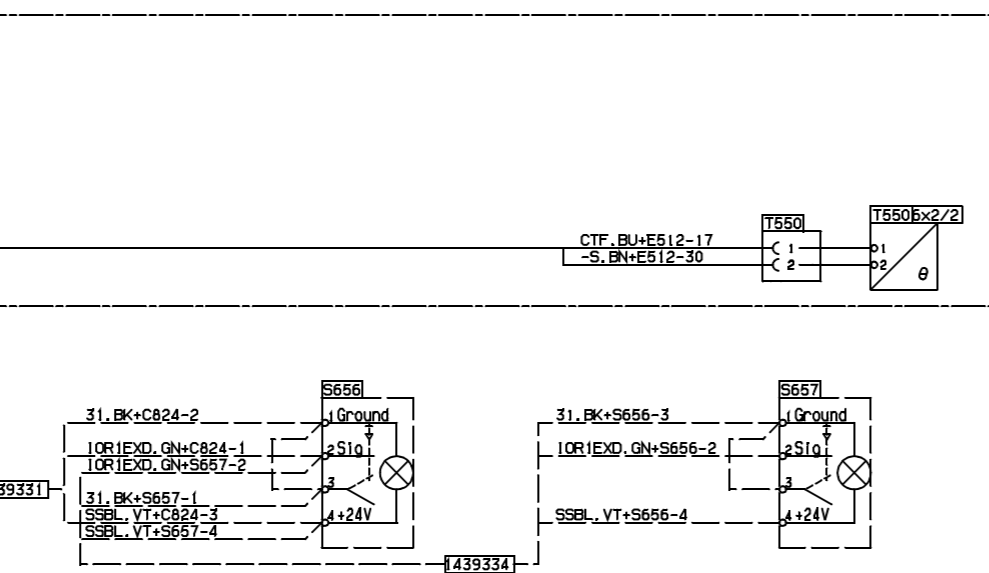 T550 6x2/2
T550
CTF.BU+E512-17 1 1
-S.BN+E512-30 2 2
θ
S656 S657
31.BK+C824-2 1 Ground 31.BK+S656-3 1 Ground
IOR1EXD.GN+C824-1 2 Sig IOR1EXD.GN+S656-2 2 Sig
IOR1EXD.GN+S657-2
39331 3 3
31.BK+S657-1
SSBL.VT+C824-3 4 +24V SSBL.VT+S656-4 4 +24V
SSBL.VT+S657-4
1439334